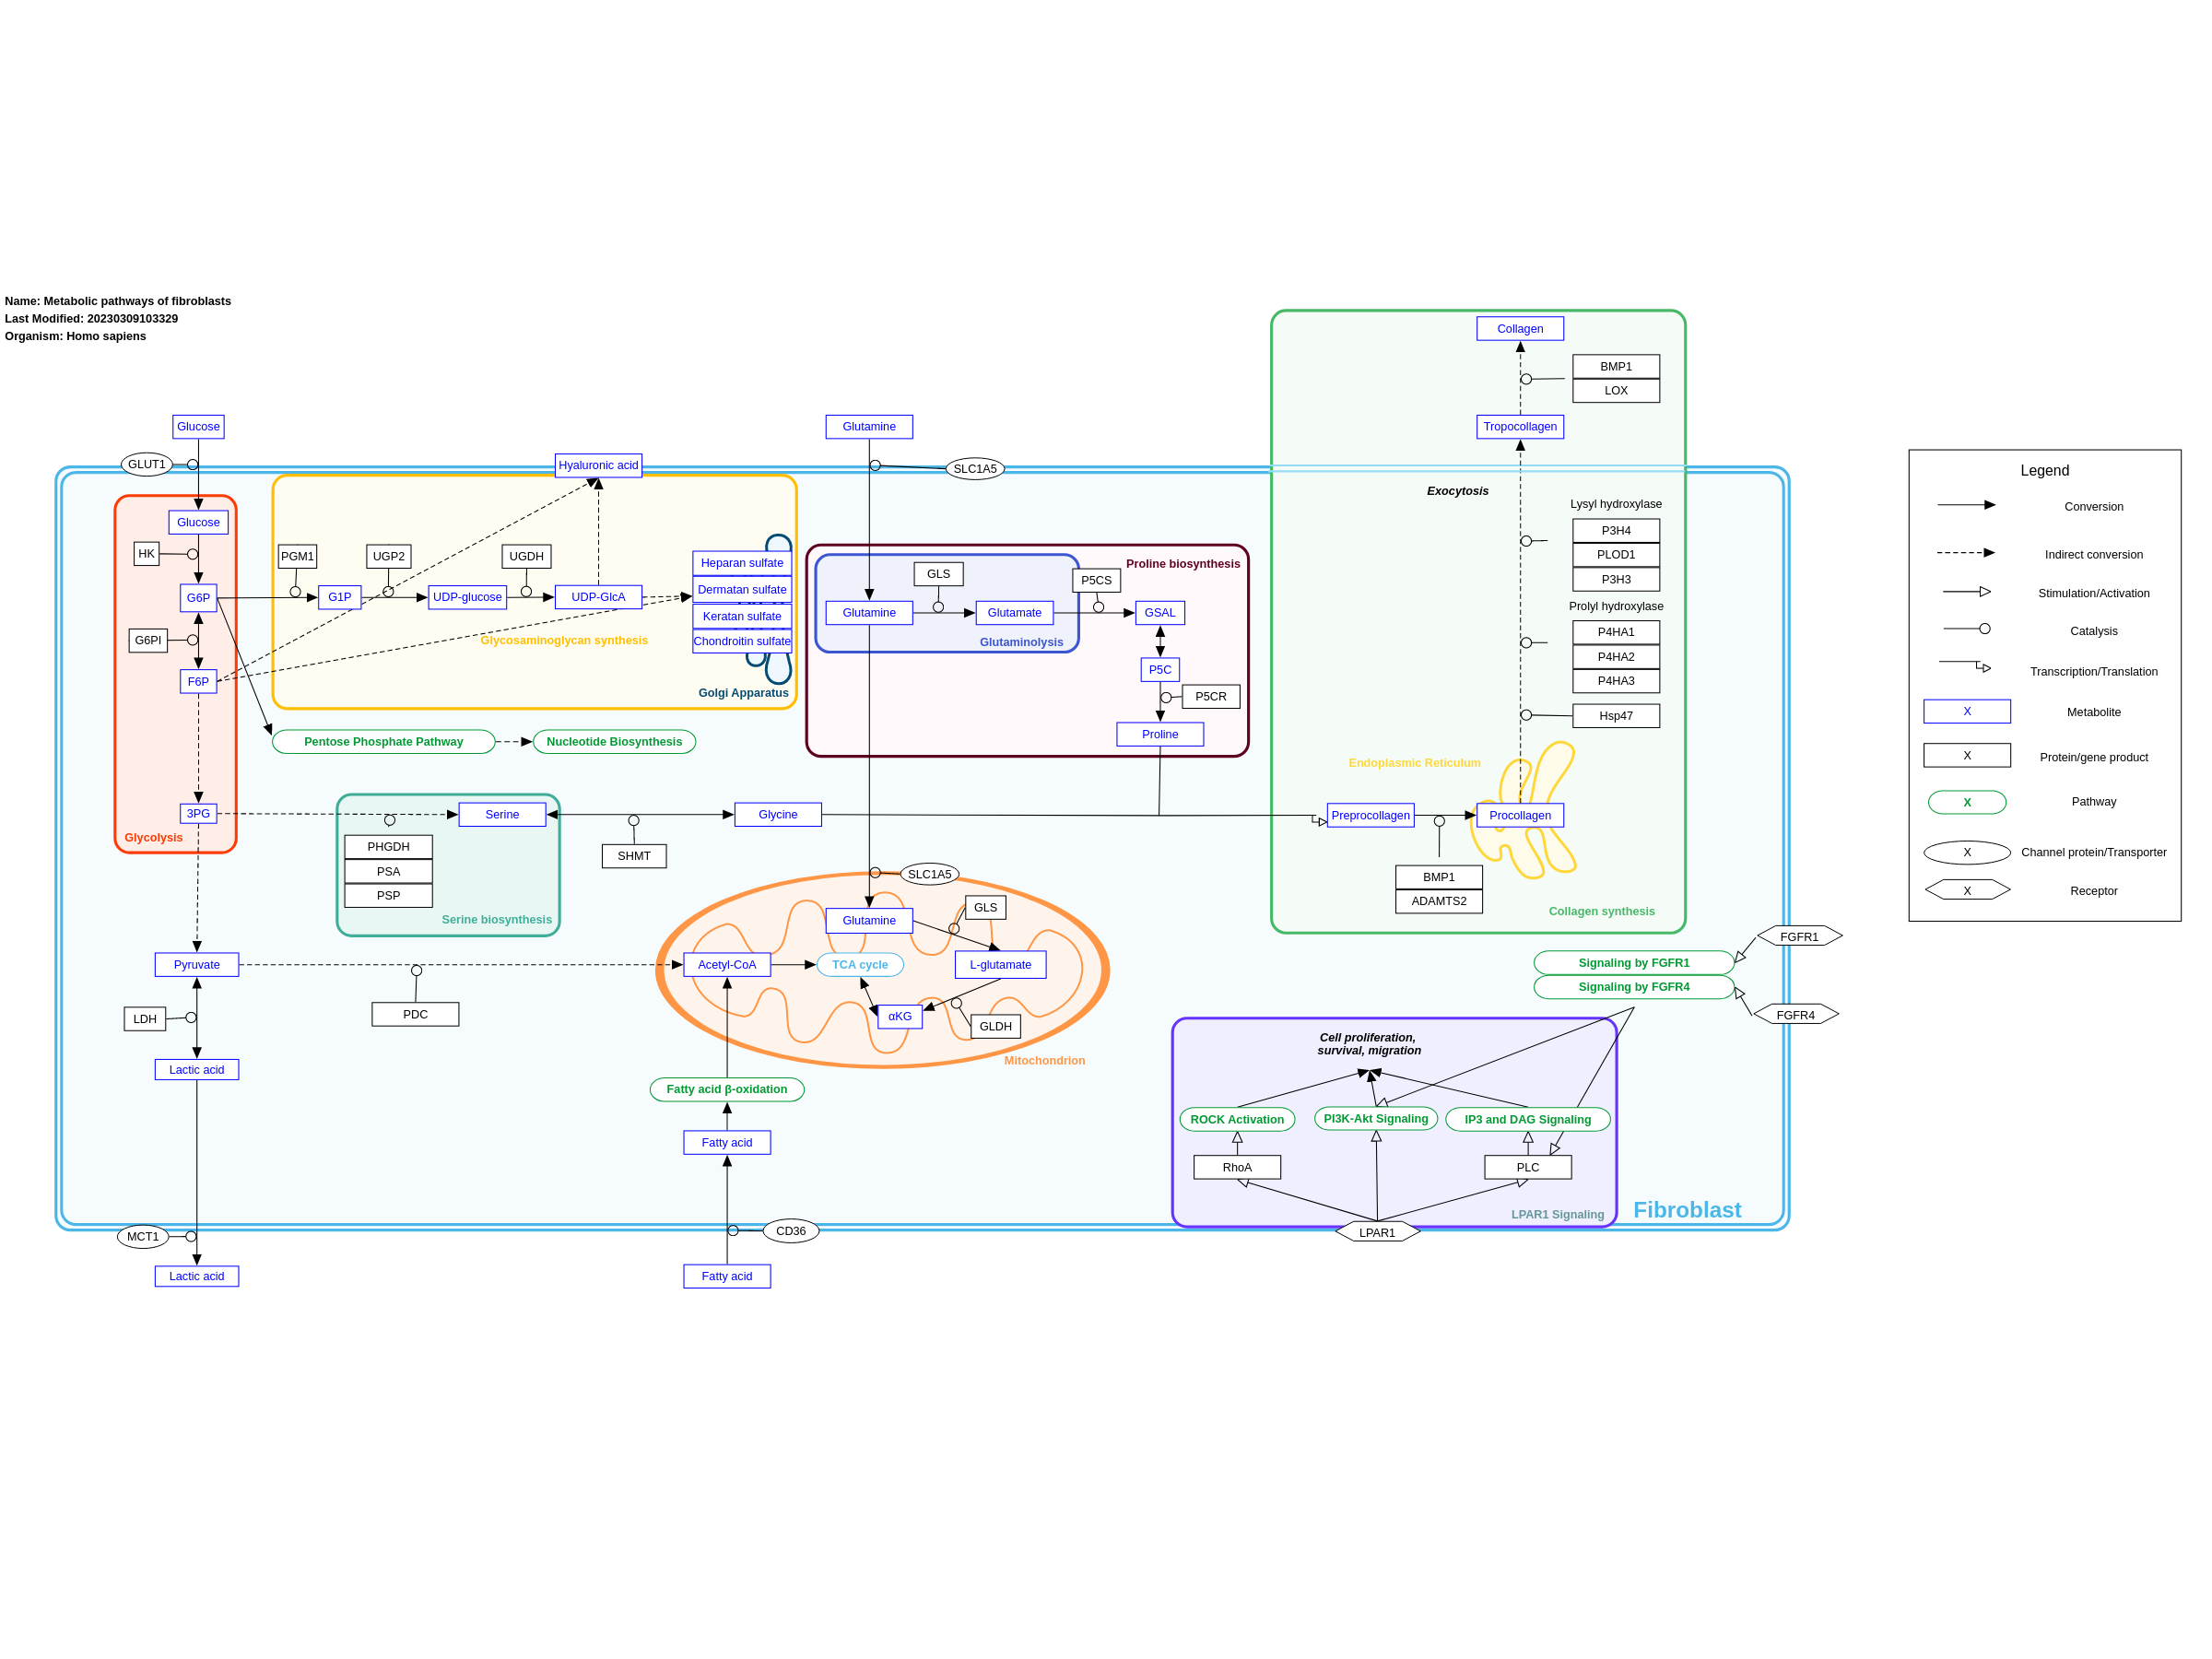 Name: Metabolic pathways of fibroblasts
Last Modified: 20230309103329
Organism: Homo sapiens
Glucose
GLUT1
Glucose
HK
G6P
G6PI
F6P
3PG
Glycolysis
Pyruvate
LDH
Lactic acid
MCT1
Lactic acid
Hyaluronic acid
PGM1
UGP2
UGDH
G1P
UDP-glucose
UDP-GlcA
Heparan sulfate
Dermatan sulfate
Keratan sulfate
Chondroitin sulfate
Glycosaminoglycan synthesis
Golgi Apparatus
Pentose Phosphate Pathway
Nucleotide Biosynthesis
Serine
PHGDH
PSA
PSP
Serine biosynthesis
SHMT
Glycine
PDC
Glutamine
SLC1A5
Proline biosynthesis
GLS
P5CS
Glutamine
Glutamate
GSAL
Glutaminolysis
P5C
P5CR
Proline
SLC1A5
Glutamine
GLS
Acetyl-CoA
TCA cycle
L-glutamate
αKG
GLDH
Mitochondrion
Fatty acid β-oxidation
Fatty acid
CD36
Fatty acid
Collagen
BMP1
LOX
Tropocollagen
Exocytosis
Lysyl hydroxylase
P3H4
PLOD1
P3H3
Prolyl hydroxylase
P4HA1
P4HA2
P4HA3
Hsp47
Endoplasmic Reticulum
Preprocollagen
Procollagen
BMP1
ADAMTS2
Collagen synthesis
FGFR1
Signaling by FGFR1
Signaling by FGFR4
FGFR4
Cell proliferation,
survival, migration
ROCK Activation
PI3K-Akt Signaling
IP3 and DAG Signaling
RhoA
PLC
LPAR1 Signaling
LPAR1
Fibroblast
Legend
Conversion
Indirect conversion
Stimulation/Activation
Catalysis
Transcription/Translation
X Metabolite
X Protein/gene product
X Pathway
X Channel protein/Transporter
X Receptor